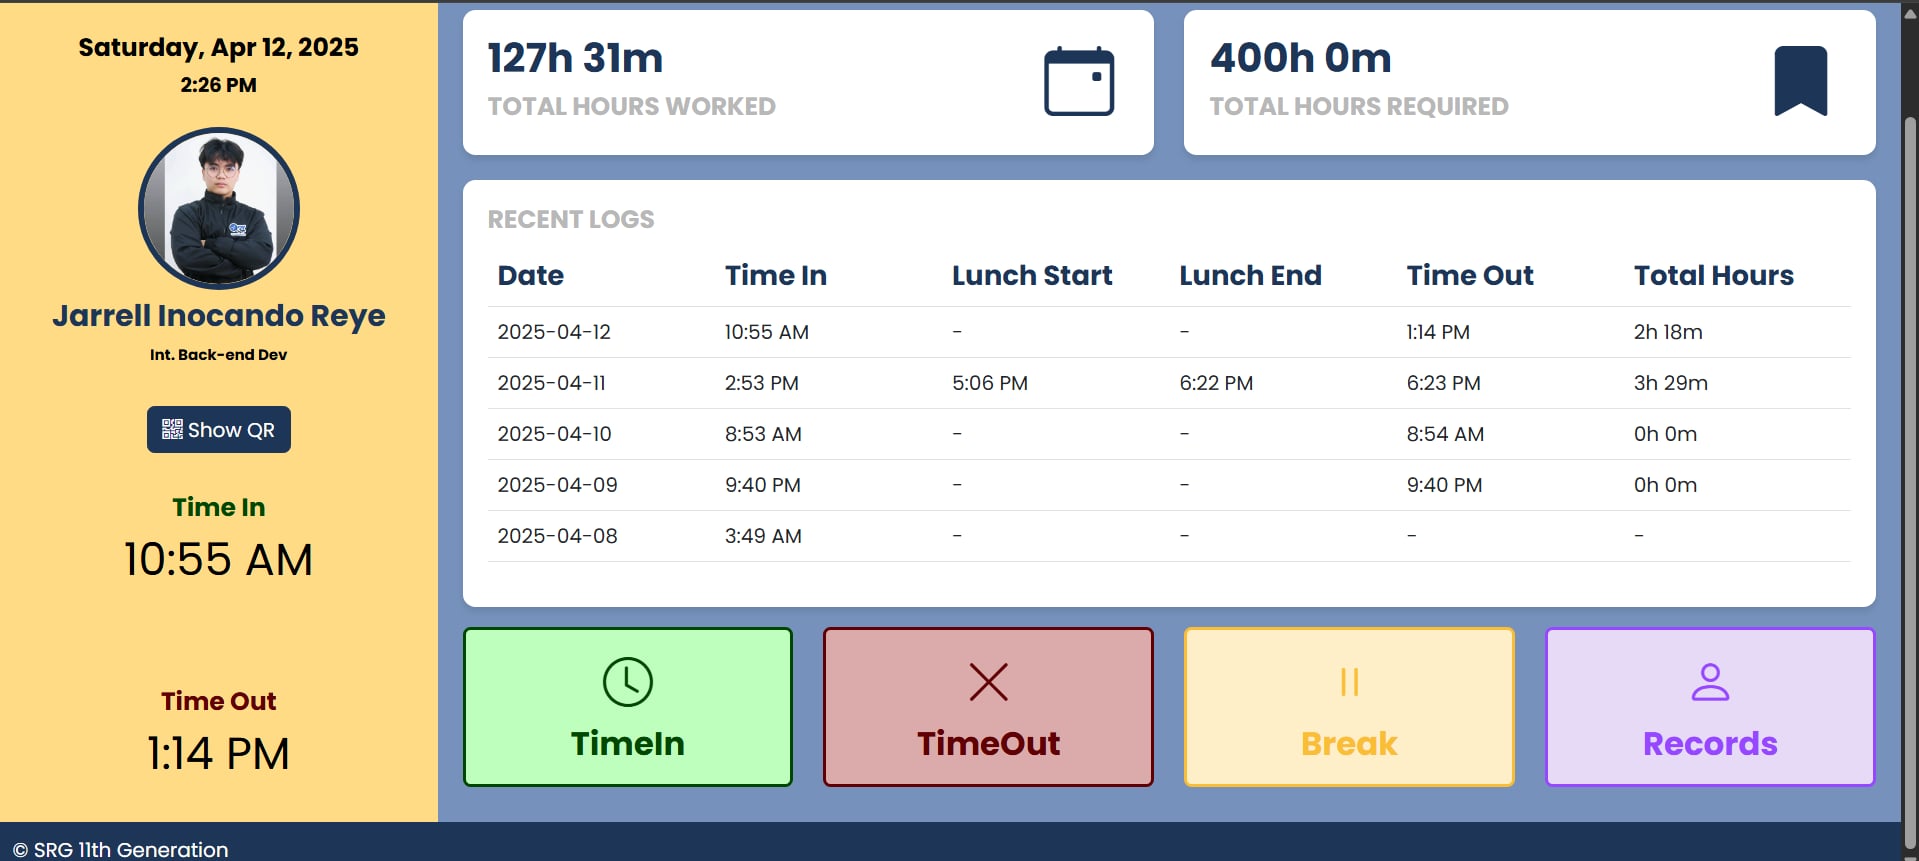 Saturday, Apr 12, 2025
2:26 PM
Jarrell Inocando Reye
Int. Back-end Dev
Show QR
Time In
10:55 AM
Time Out
1:14 PM
127h 31m
TOTAL HOURS WORKED
400h 0m
TOTAL HOURS REQUIRED
RECENT LOGS
Date Time In Lunch Start Lunch End Time Out Total Hours
2025-04-12 10:55 AM - - 1:14 PM 2h 18m
2025-04-11 2:53 PM 5:06 PM 6:22 PM 6:23 PM 3h 29m
2025-04-10 8:53 AM - - 8:54 AM 0h 0m
2025-04-09 9:40 PM - - 9:40 PM 0h 0m
2025-04-08 3:49 AM - - - -
TimeIn
TimeOut
Break
Records
© SRG 11th Generation